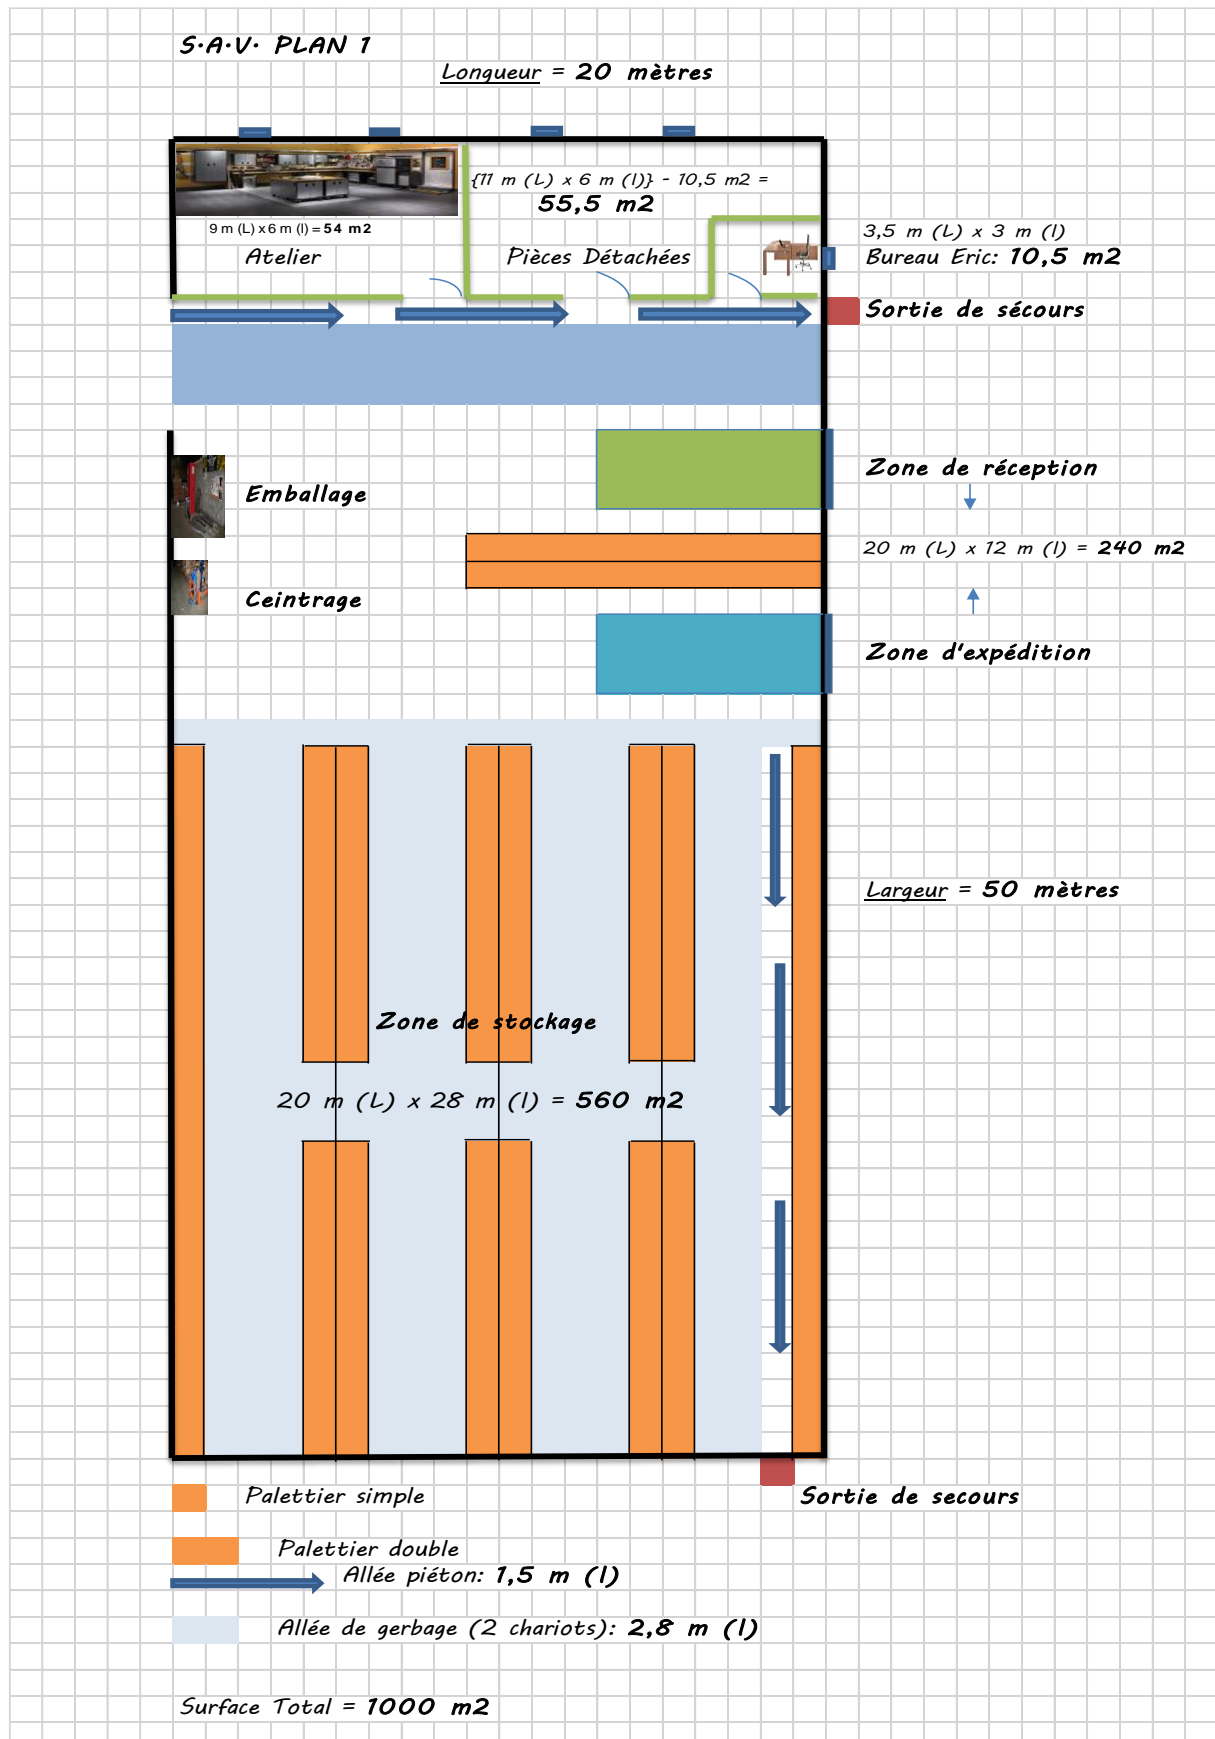 S.A.V. PLAN 1
Longueur = 20 mètres
{11 m (L) x 6 m (l)} - 10,5 m2 =
55,5 m2
9 m (L) x 6 m (l) = 54 m2
3,5 m (L) x 3 m (l)
Atelier
Pièces Détachées
Bureau Eric: 10,5 m2
Sortie de sécours
Zone de réception
Emballage
20 m (L) x 12 m (l) = 240 m2
Ceintrage
Zone d'expédition
Largeur = 50 mètres
Zone de stockage
20 m (L) x 28 m (l) = 560 m2
Palettier simple
Sortie de secours
Palettier double
Allée piéton: 1,5 m (l)
Allée de gerbage (2 chariots): 2,8 m (l)
Surface Total = 1000 m2